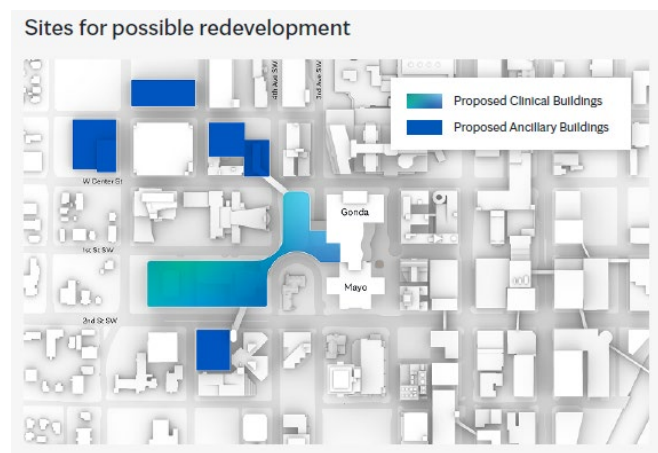 Sites for possible redevelopment
4th Ave SW
3rd Ave SW
Proposed Clinical Buildings
Proposed Ancillary Buildings
W Center St
Gonda
1st St SW
Mayo
2nd St SW